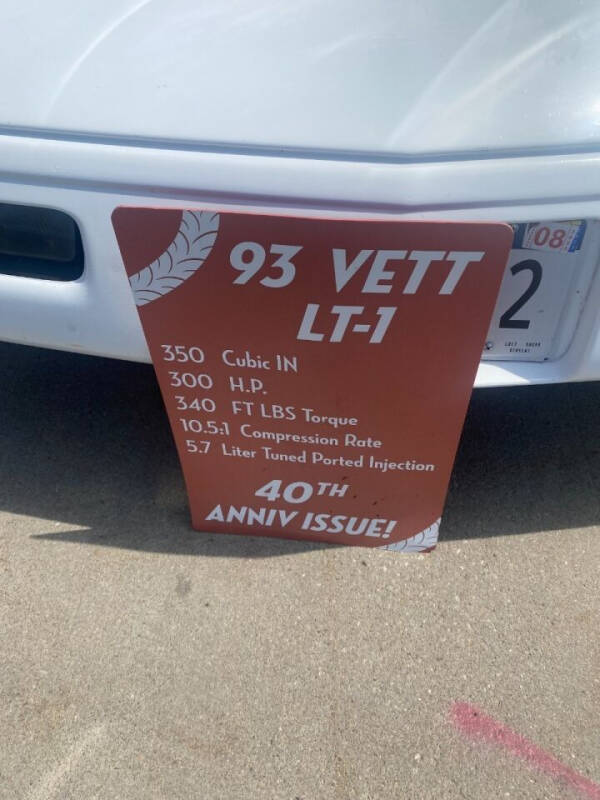 08
93 VETT
LT-1
2
350 Cubic IN
300 H.P.
340 FT LBS Torque
10.5:1 Compression Rate
5.7 Liter Tuned Ported Injection
40TH
ANNIV ISSUE!